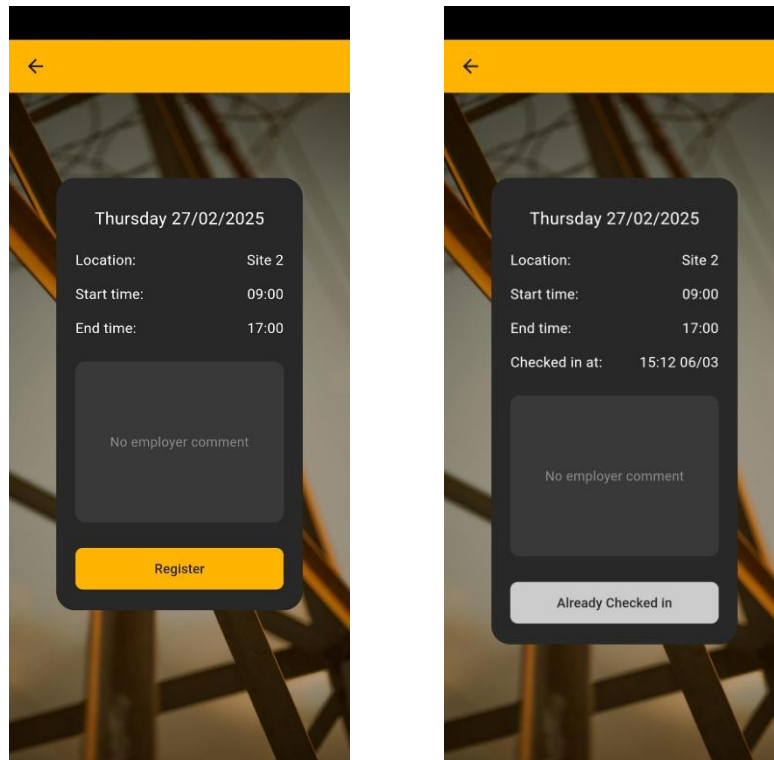 Thursday 27/02/2025
Location: Site 2
Start time: 09:00
End time: 17:00
No employer comment
Register
Thursday 27/02/2025
Location: Site 2
Start time: 09:00
End time: 17:00
Checked in at: 15:12 06/03
No employer comment
Already Checked in